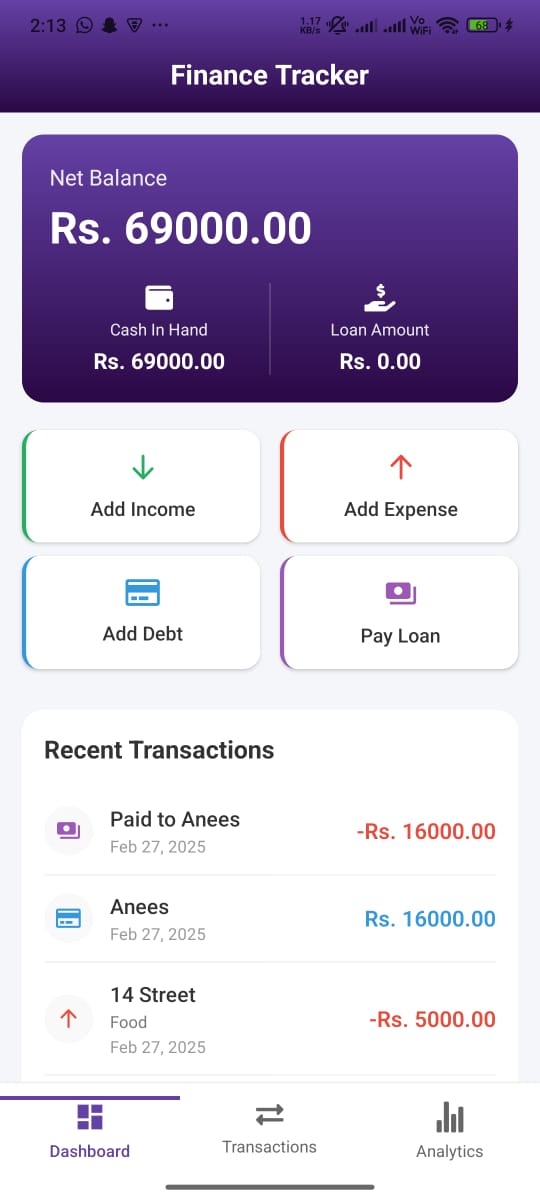 2:13
1.17
KB/s
Vo
WiFi
68
Finance Tracker
Net Balance
Rs. 69000.00
Cash In Hand
Rs. 69000.00
Loan Amount
Rs. 0.00
Add Income
Add Expense
Add Debt
Pay Loan
Recent Transactions
Paid to Anees
Feb 27, 2025
-Rs. 16000.00
Anees
Feb 27, 2025
Rs. 16000.00
14 Street
Food
Feb 27, 2025
-Rs. 5000.00
Dashboard
Transactions
Analytics